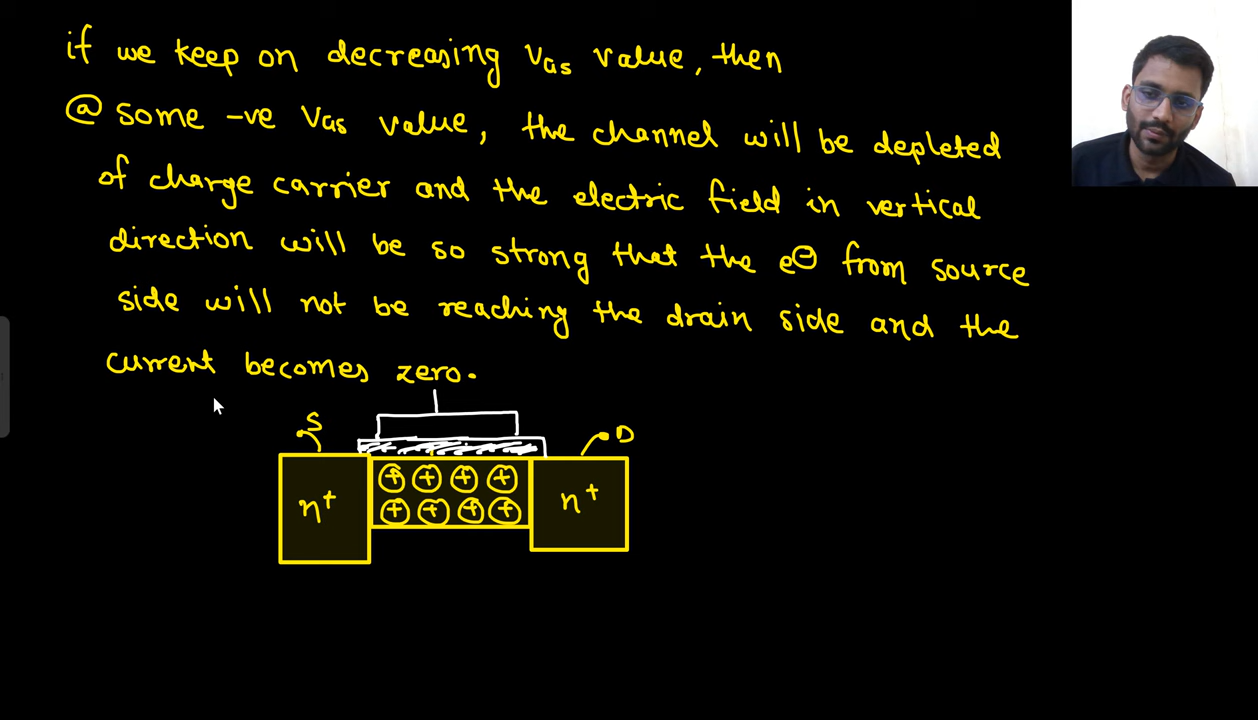 if we keep on decreasing VGS value, then
@ some -ve VGS value, the channel will be depleted
of charge carrier and the electric field in vertical
direction will be so strong that the e⊖ from source
side will not be reaching the drain side and the
current becomes zero.
S
D
+ + + +
n+
n+
+ + + +